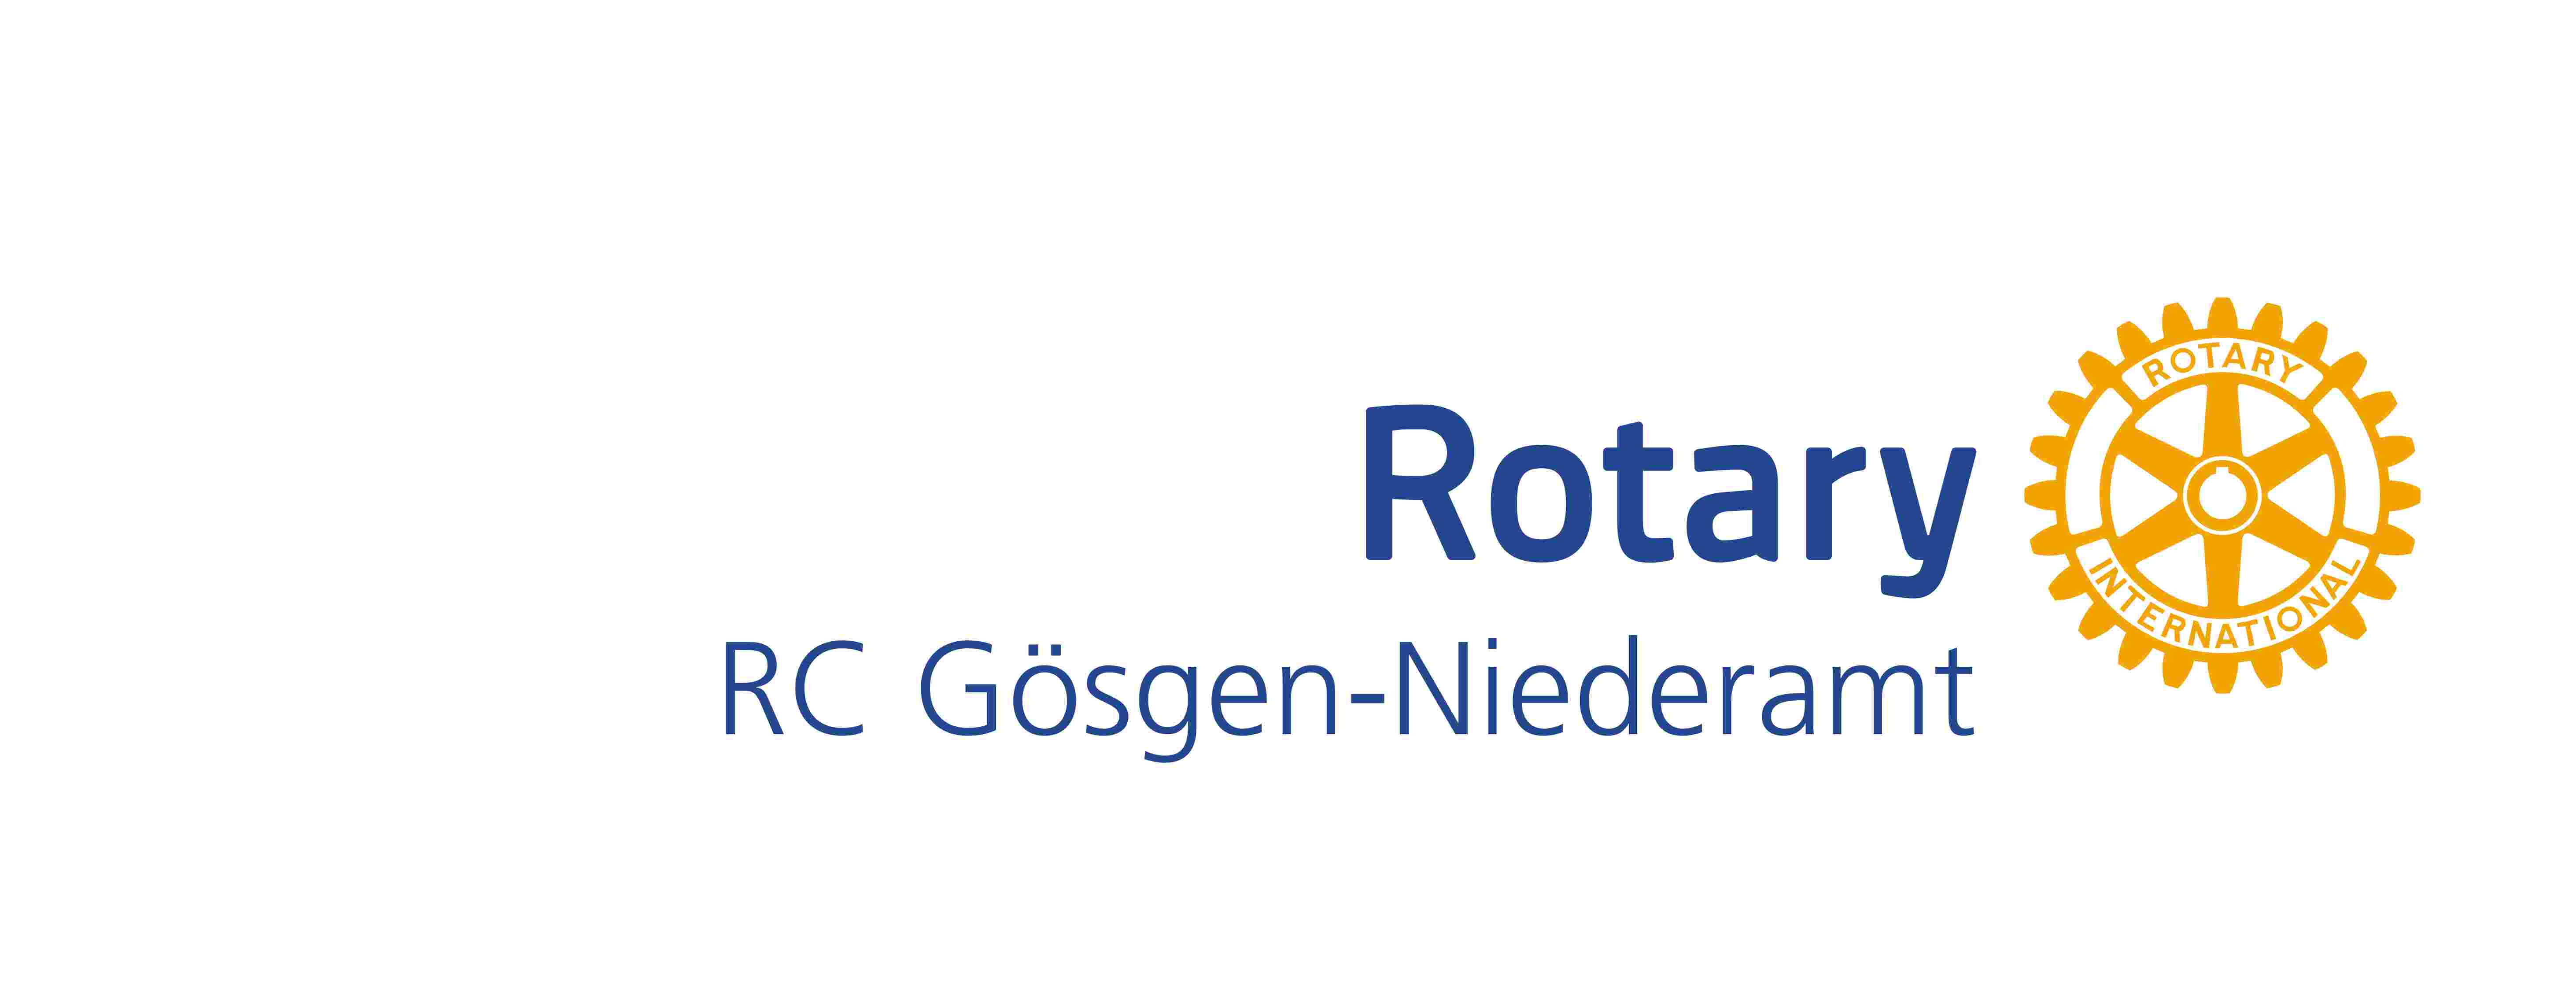 Rotary
RC Gösgen-Niederamt
ROTARY
INTERNATIONAL